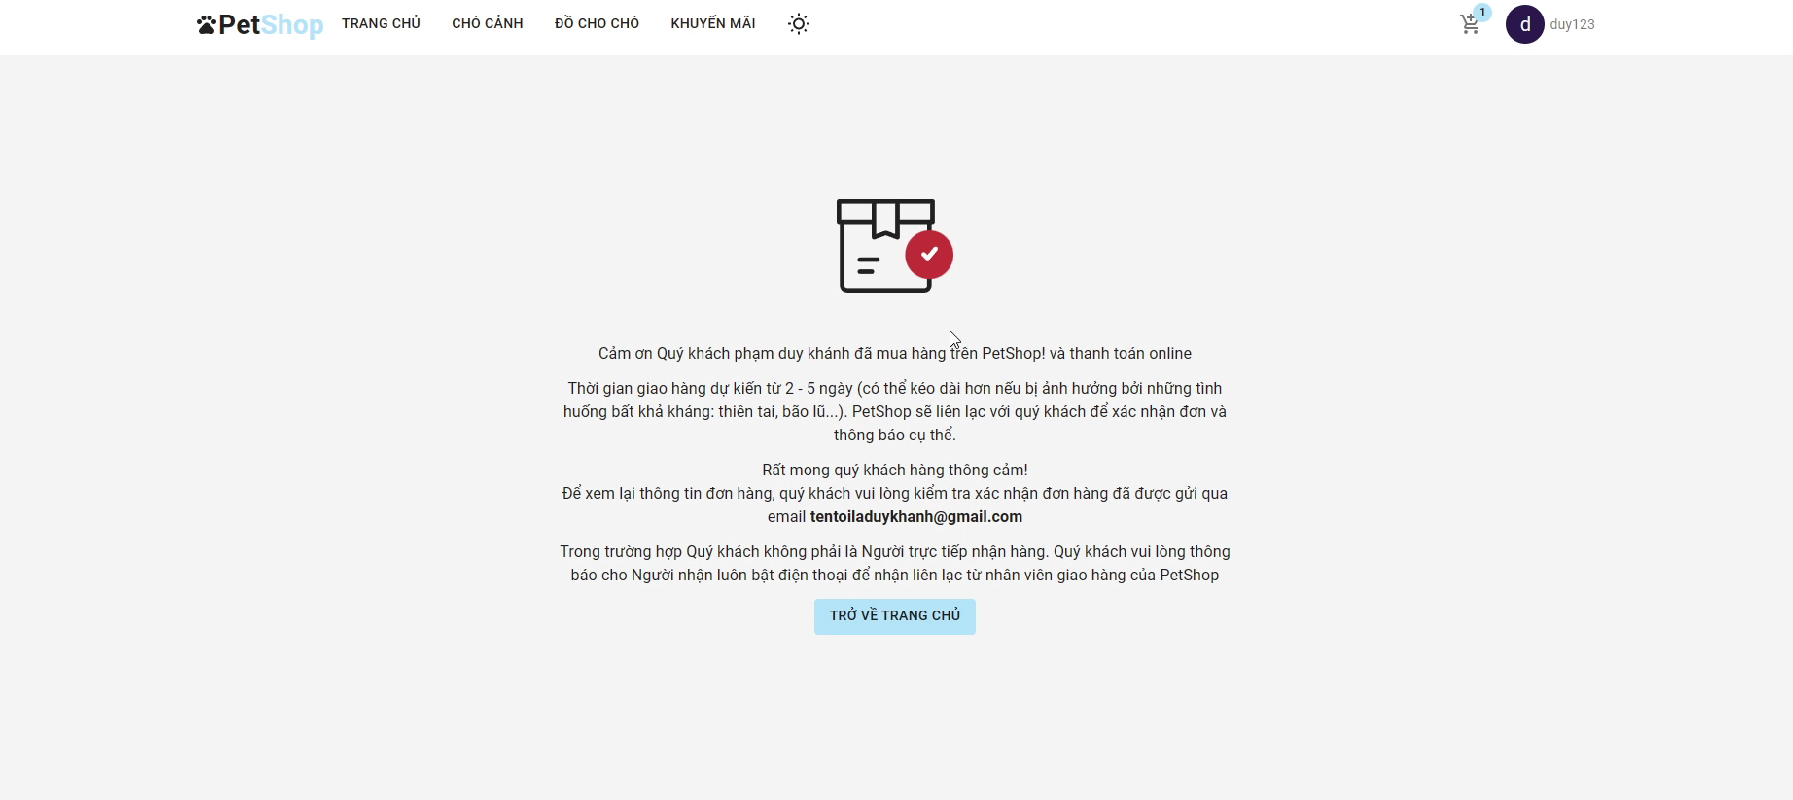 PetShop TRANG CHỦ CHÓ CẢNH ĐỒ CHO CHÓ KHUYẾN MÃI 1 d duy123
Cảm ơn Quý khách phạm duy khánh đã mua hàng trên PetShop! và thanh toán online
Thời gian giao hàng dự kiến từ 2 - 5 ngày (có thể kéo dài hơn nếu bị ảnh hưởng bởi những tình
huống bất khả kháng: thiên tai, bão lũ...). PetShop sẽ liên lạc với quý khách để xác nhận đơn và
thông báo cụ thể.
Rất mong quý khách hàng thông cảm!
Để xem lại thông tin đơn hàng, quý khách vui lòng kiểm tra xác nhận đơn hàng đã được gửi qua
email tentoiladuykhanh@gmail.com
Trong trường hợp Quý khách không phải là Người trực tiếp nhận hàng. Quý khách vui lòng thông
báo cho Người nhận luôn bật điện thoại để nhận liên lạc từ nhân viên giao hàng của PetShop
TRỞ VỀ TRANG CHỦ